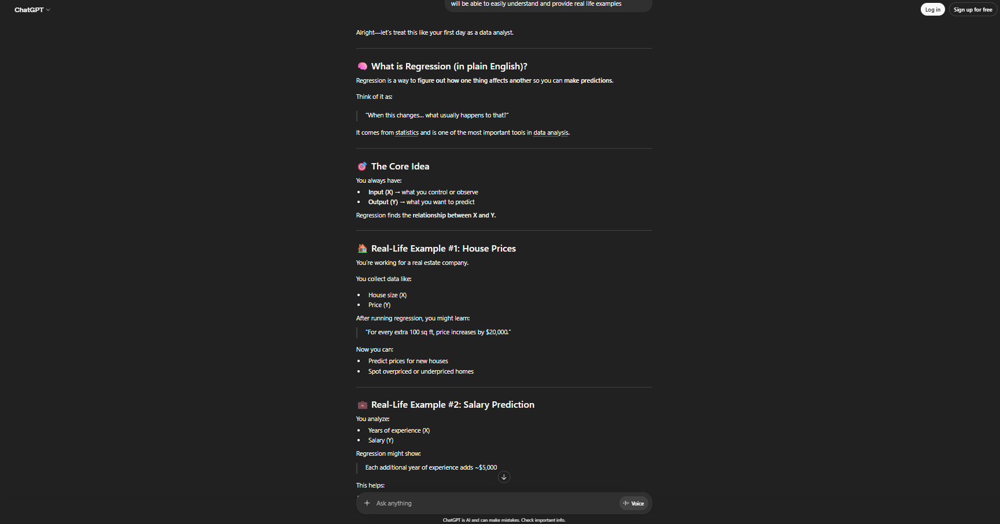 ChatGPT
Log in
Sign up for free
will be able to easily understand and provide real life examples
Alright—let's treat this like your first day as a data analyst.
What is Regression (in plain English)?
Regression is a way to figure out how one thing affects another so you can make predictions.
Think of it as:
"When this changes... what usually happens to that?"
It comes from statistics and is one of the most important tools in data analysis.
The Core Idea
You always have:
• Input (X) → what you control or observe
• Output (Y) → what you want to predict
Regression finds the relationship between X and Y.
Real-Life Example #1: House Prices
You're working for a real estate company.
You collect data like:
• House size (X)
• Price (Y)
After running regression, you might learn:
"For every extra 100 sq ft, price increases by $20,000."
Now you can:
• Predict prices for new houses
• Spot overpriced or underpriced homes
Real-Life Example #2: Salary Prediction
You analyze:
• Years of experience (X)
• Salary (Y)
Regression might show:
Each additional year of experience adds ~$5,000
This helps:
Ask anything
Voice
ChatGPT is AI and can make mistakes. Check important info.